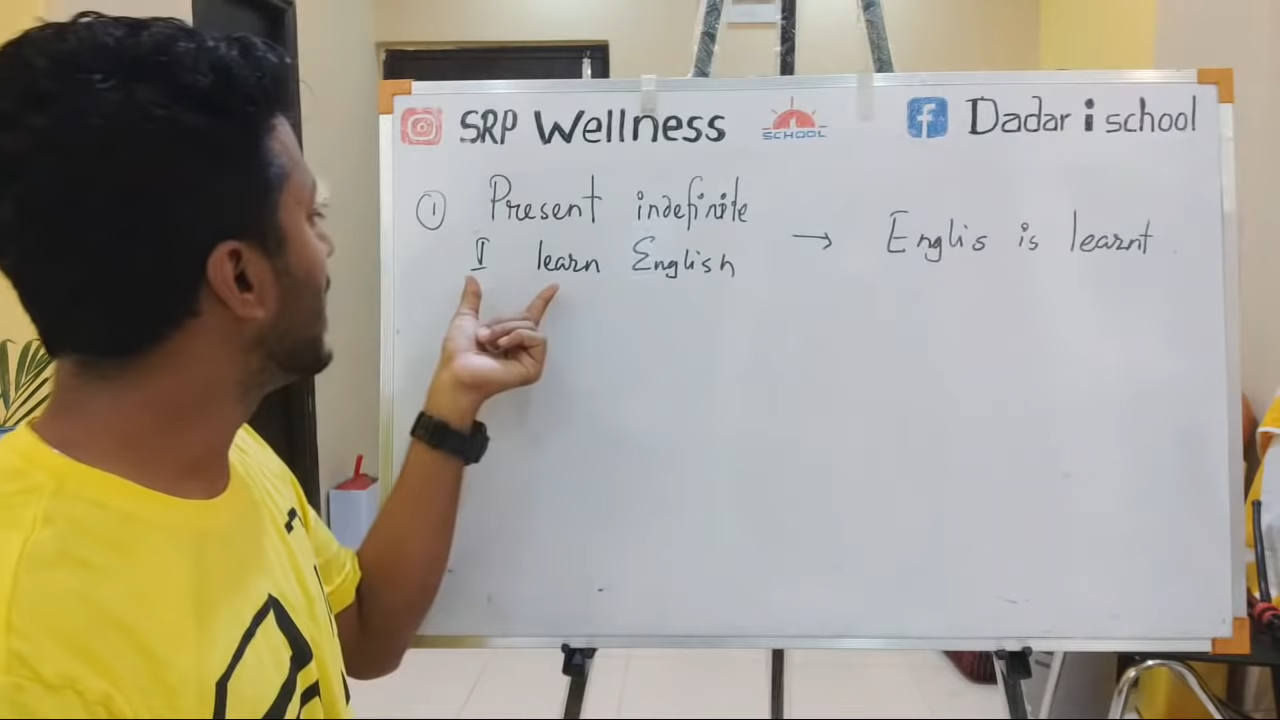 SRP Wellness SCHOOL Dadar i school
① Present indefinite
I learn English → Englis is learnt